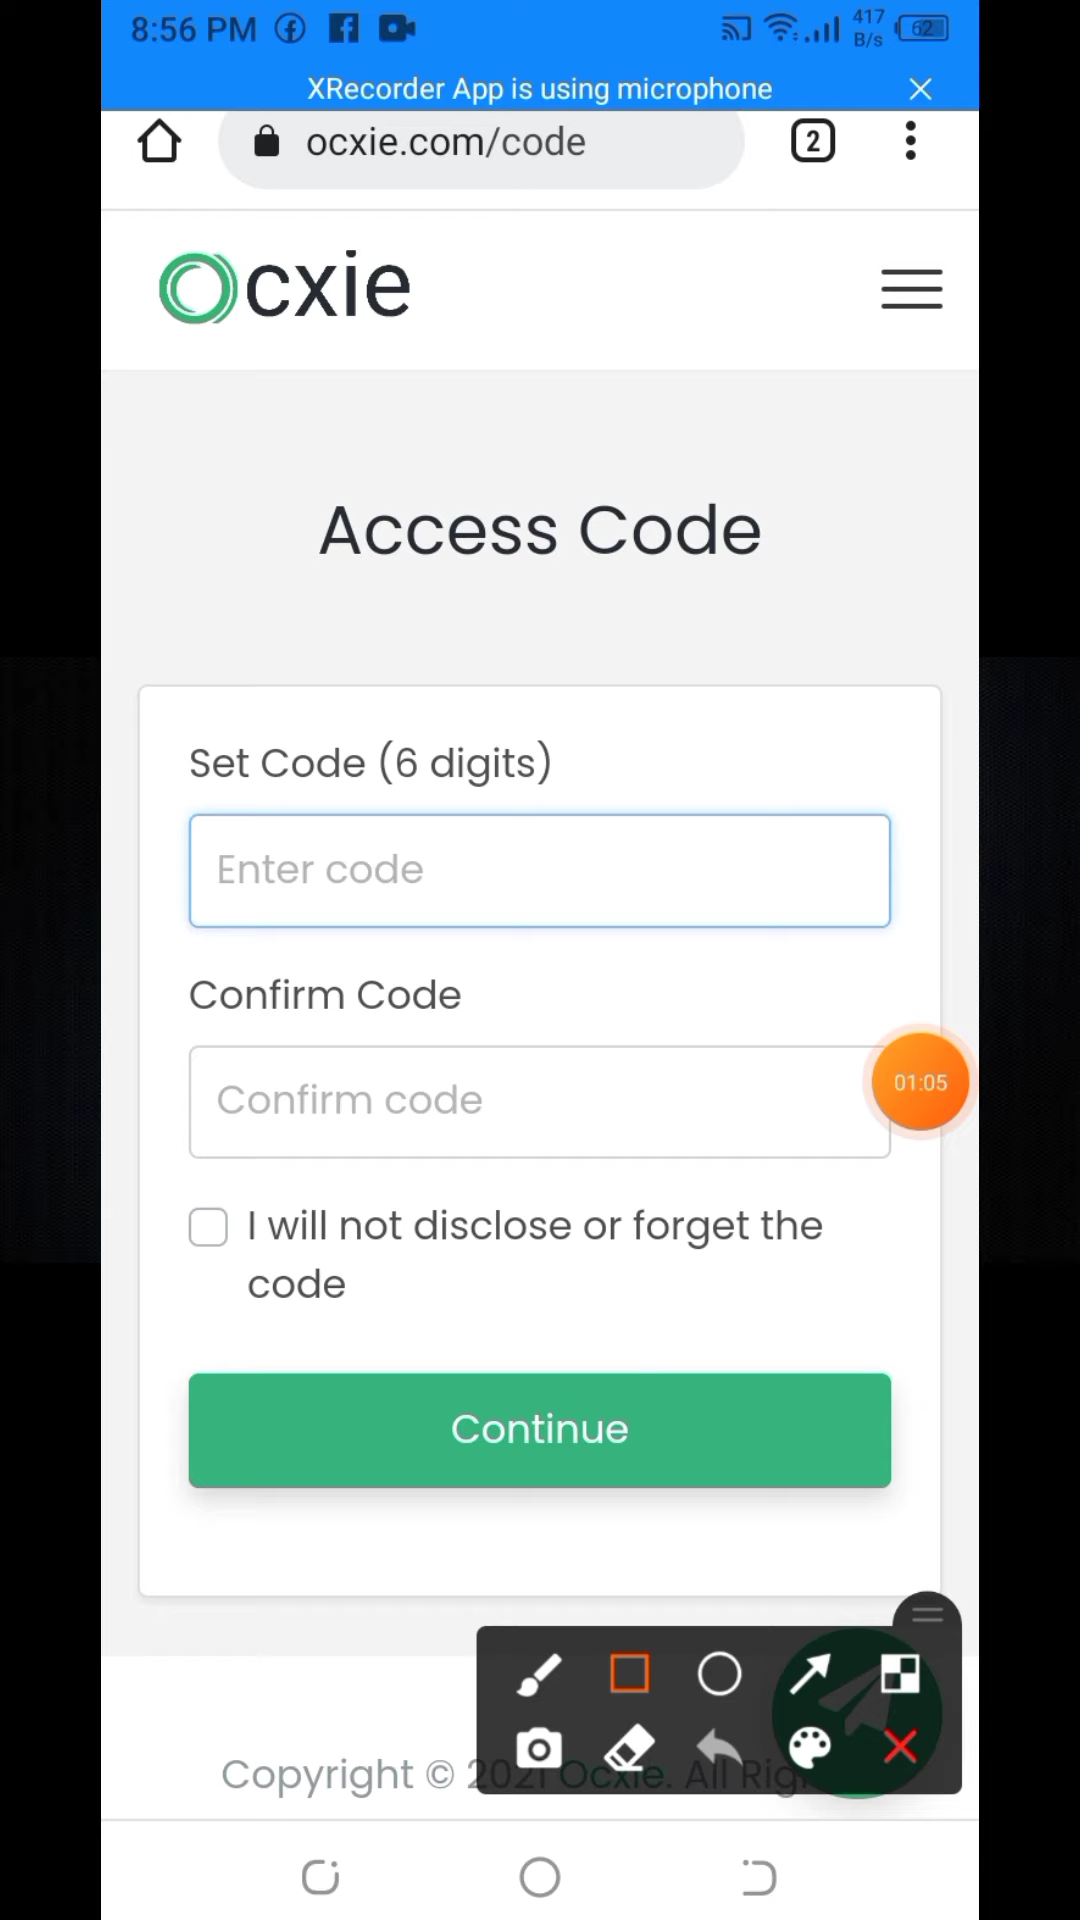 8:56 PM
417
B/s
62
XRecorder App is using microphone
ocxie.com/code
2
Ocxie
Access Code
Set Code (6 digits)
Enter code
Confirm Code
Confirm code
01:05
I will not disclose or forget the
code
Continue
Copyright © 2021 Ocxie. All Rig